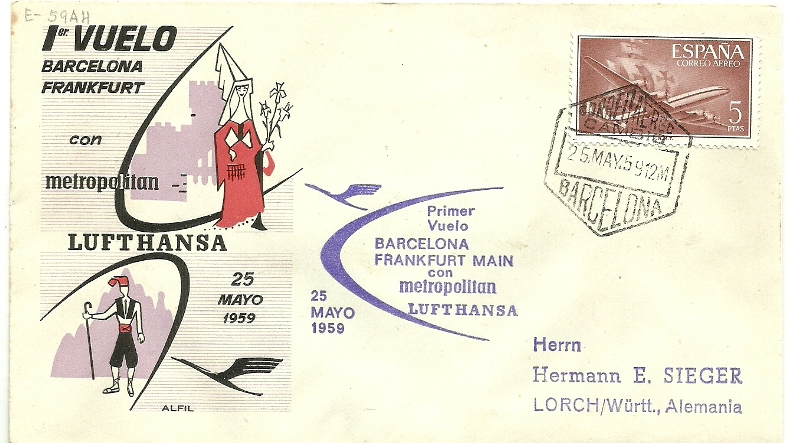 E-59AH
1er VUELO
BARCELONA
FRANKFURT
con
metropolitan
LUFTHANSA
25
MAYO
1959
ALFIL
Primer
Vuelo
BARCELONA
FRANKFURT MAIN
con
metropolitan
LUFTHANSA
25
MAYO
1959
ESPAÑA
CORREO AEREO
5
PTAS
25.MAY.59 12M
BARCELONA
Herrn
Hermann E. SIEGER
LORCH/Württ., Alemania